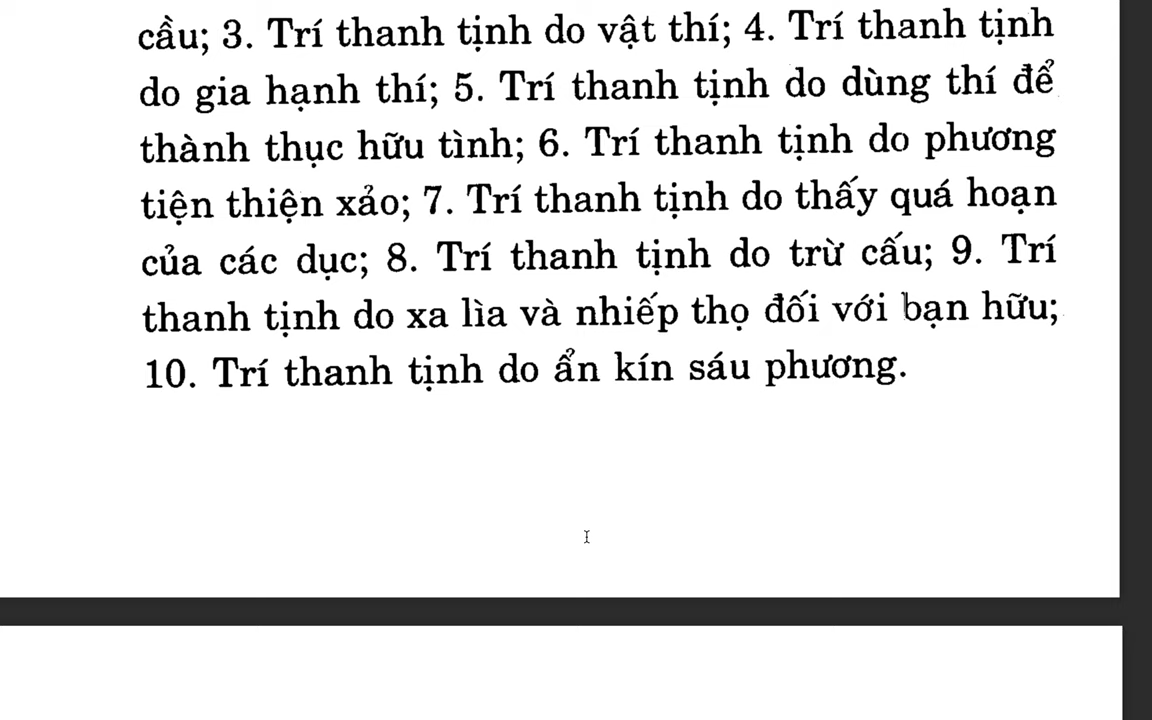 cầu; 3. Trí thanh tịnh do vật thí; 4. Trí thanh tịnh
do gia hạnh thí; 5. Trí thanh tịnh do dùng thí để
thành thục hữu tình; 6. Trí thanh tịnh do phương
tiện thiện xảo; 7. Trí thanh tịnh do thấy quá hoạn
của các dục; 8. Trí thanh tịnh do trừ cấu; 9. Trí
thanh tịnh do xa lìa và nhiếp thọ đối với bạn hữu;
10. Trí thanh tịnh do ẩn kín sáu phương.